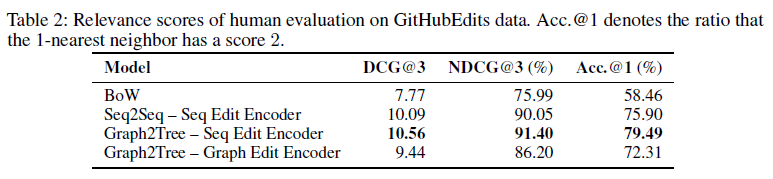 Table 2: Relevance scores of human evaluation on GitHubEdits data. Acc.@1 denotes the ratio that
the 1-nearest neighbor has a score 2.
Model DCG@3 NDCG@3 (%) Acc.@1 (%)
BoW 7.77 75.99 58.46
Seq2Seq – Seq Edit Encoder 10.09 90.05 75.90
Graph2Tree – Seq Edit Encoder 10.56 91.40 79.49
Graph2Tree – Graph Edit Encoder 9.44 86.20 72.31